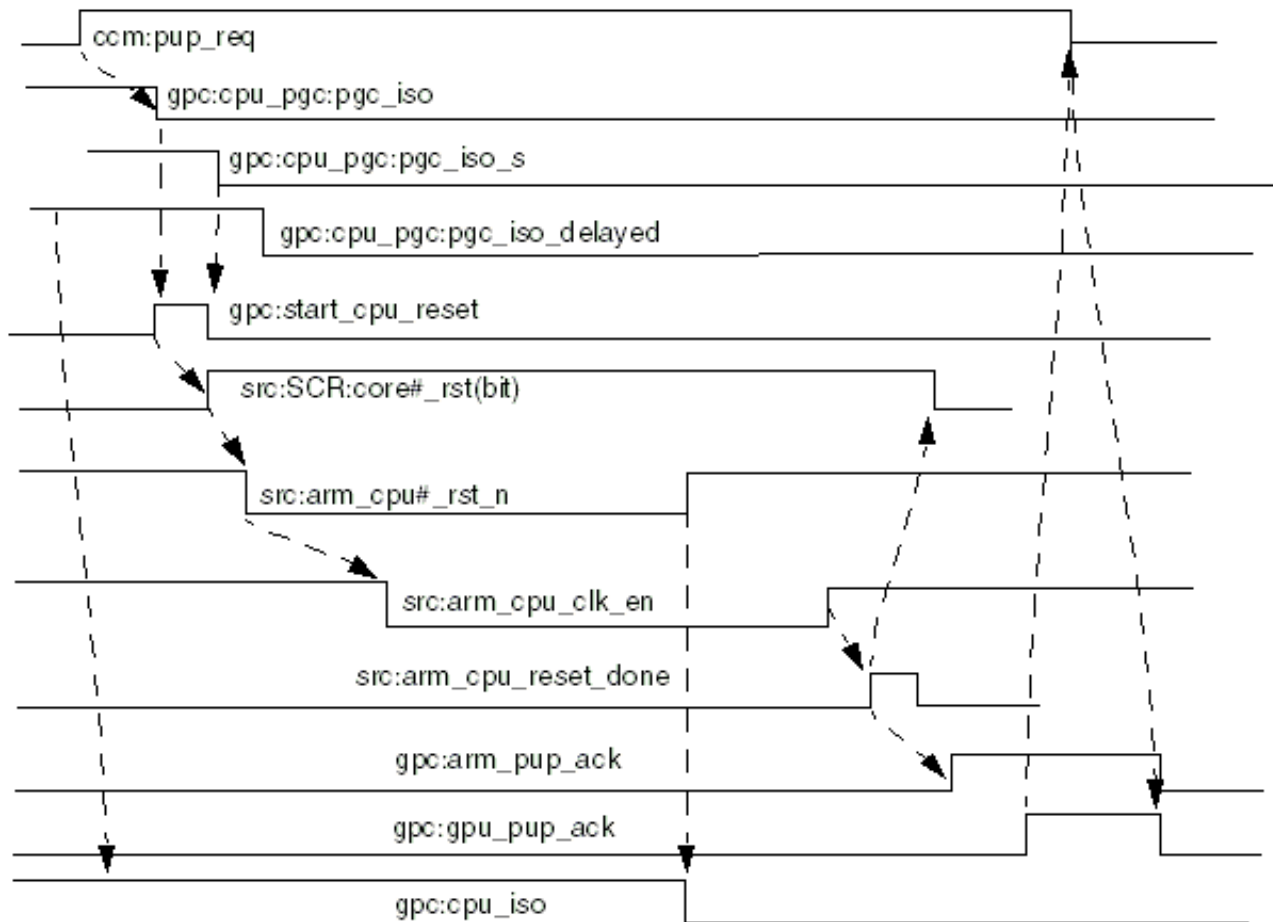 ccm:pup_req
gpc:cpu_pgc:pgc_iso
gpc:cpu_pgc:pgc_iso_s
gpc:cpu_pgc:pgc_iso_delayed
gpc:start_cpu_reset
src:SCR:core#_rst(bit)
src:arm_cpu#_rst_n
src:arm_cpu_clk_en
src:arm_cpu_reset_done
gpc:arm_pup_ack
gpc:gpu_pup_ack
gpc:cpu_iso